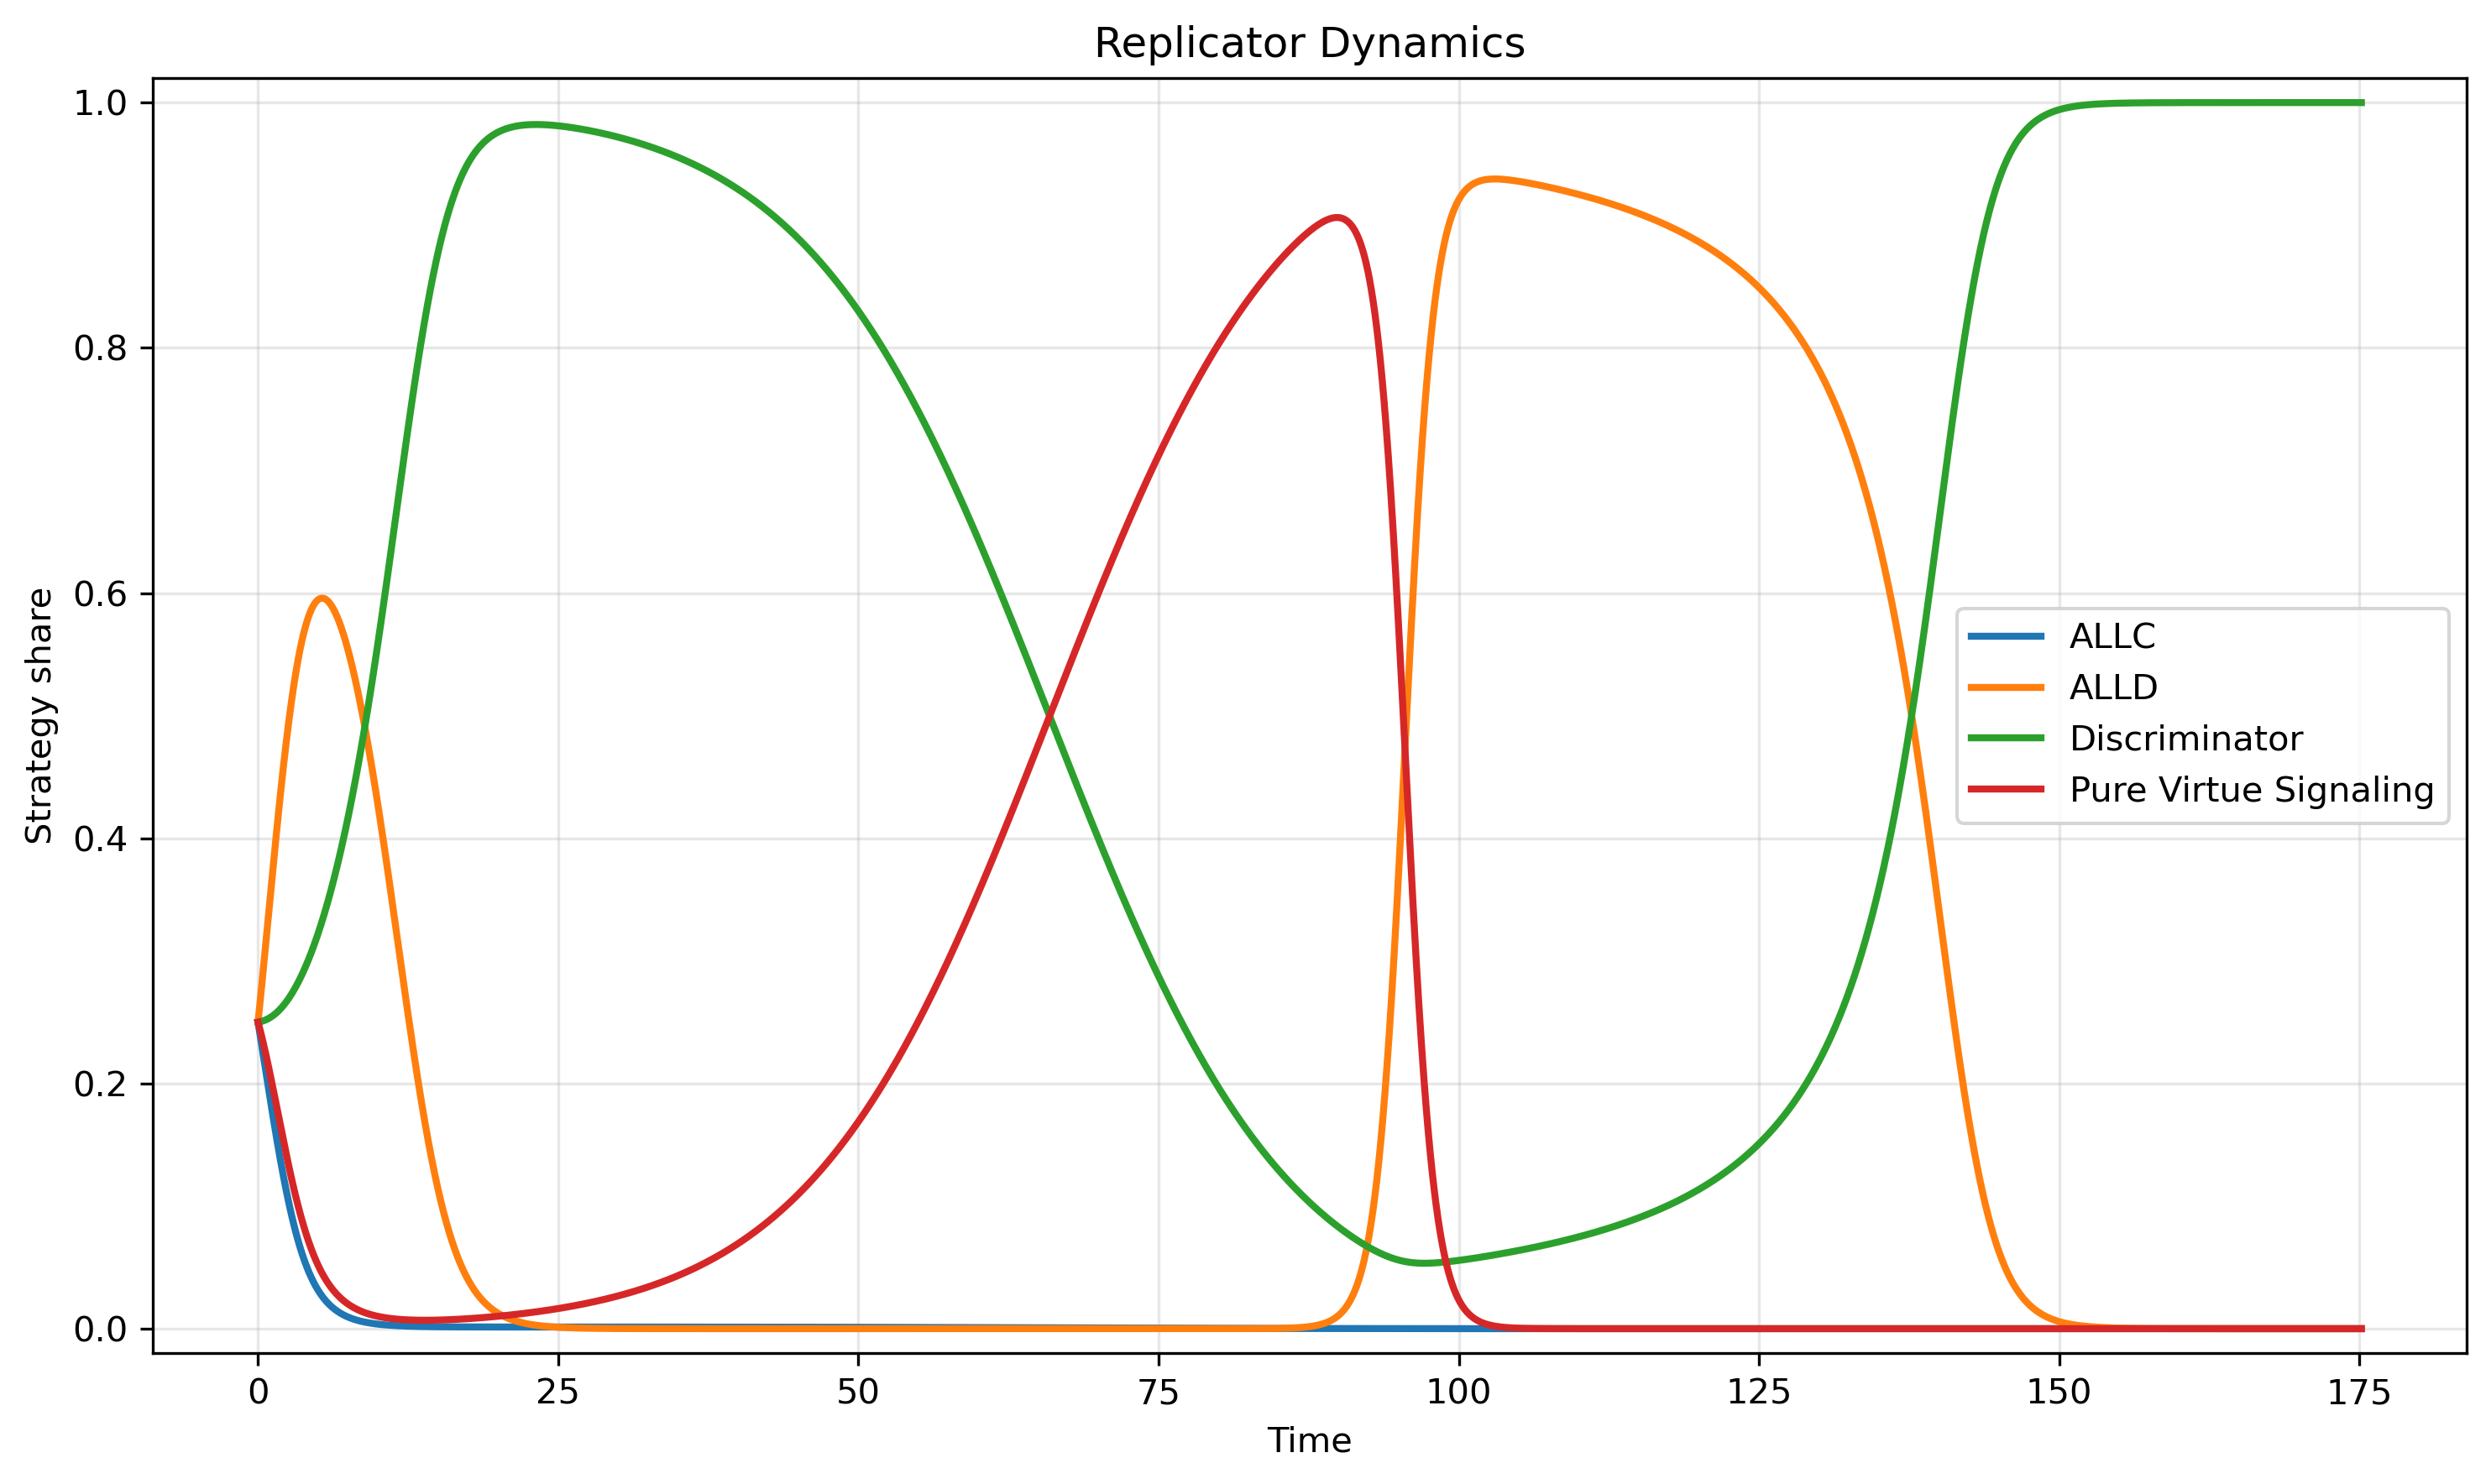 Replicator Dynamics
Strategy share
1.0
0.8
0.6
0.4
0.2
0.0
ALLC
ALLD
Discriminator
Pure Virtue Signaling
0 25 50 75 100 125 150 175
Time